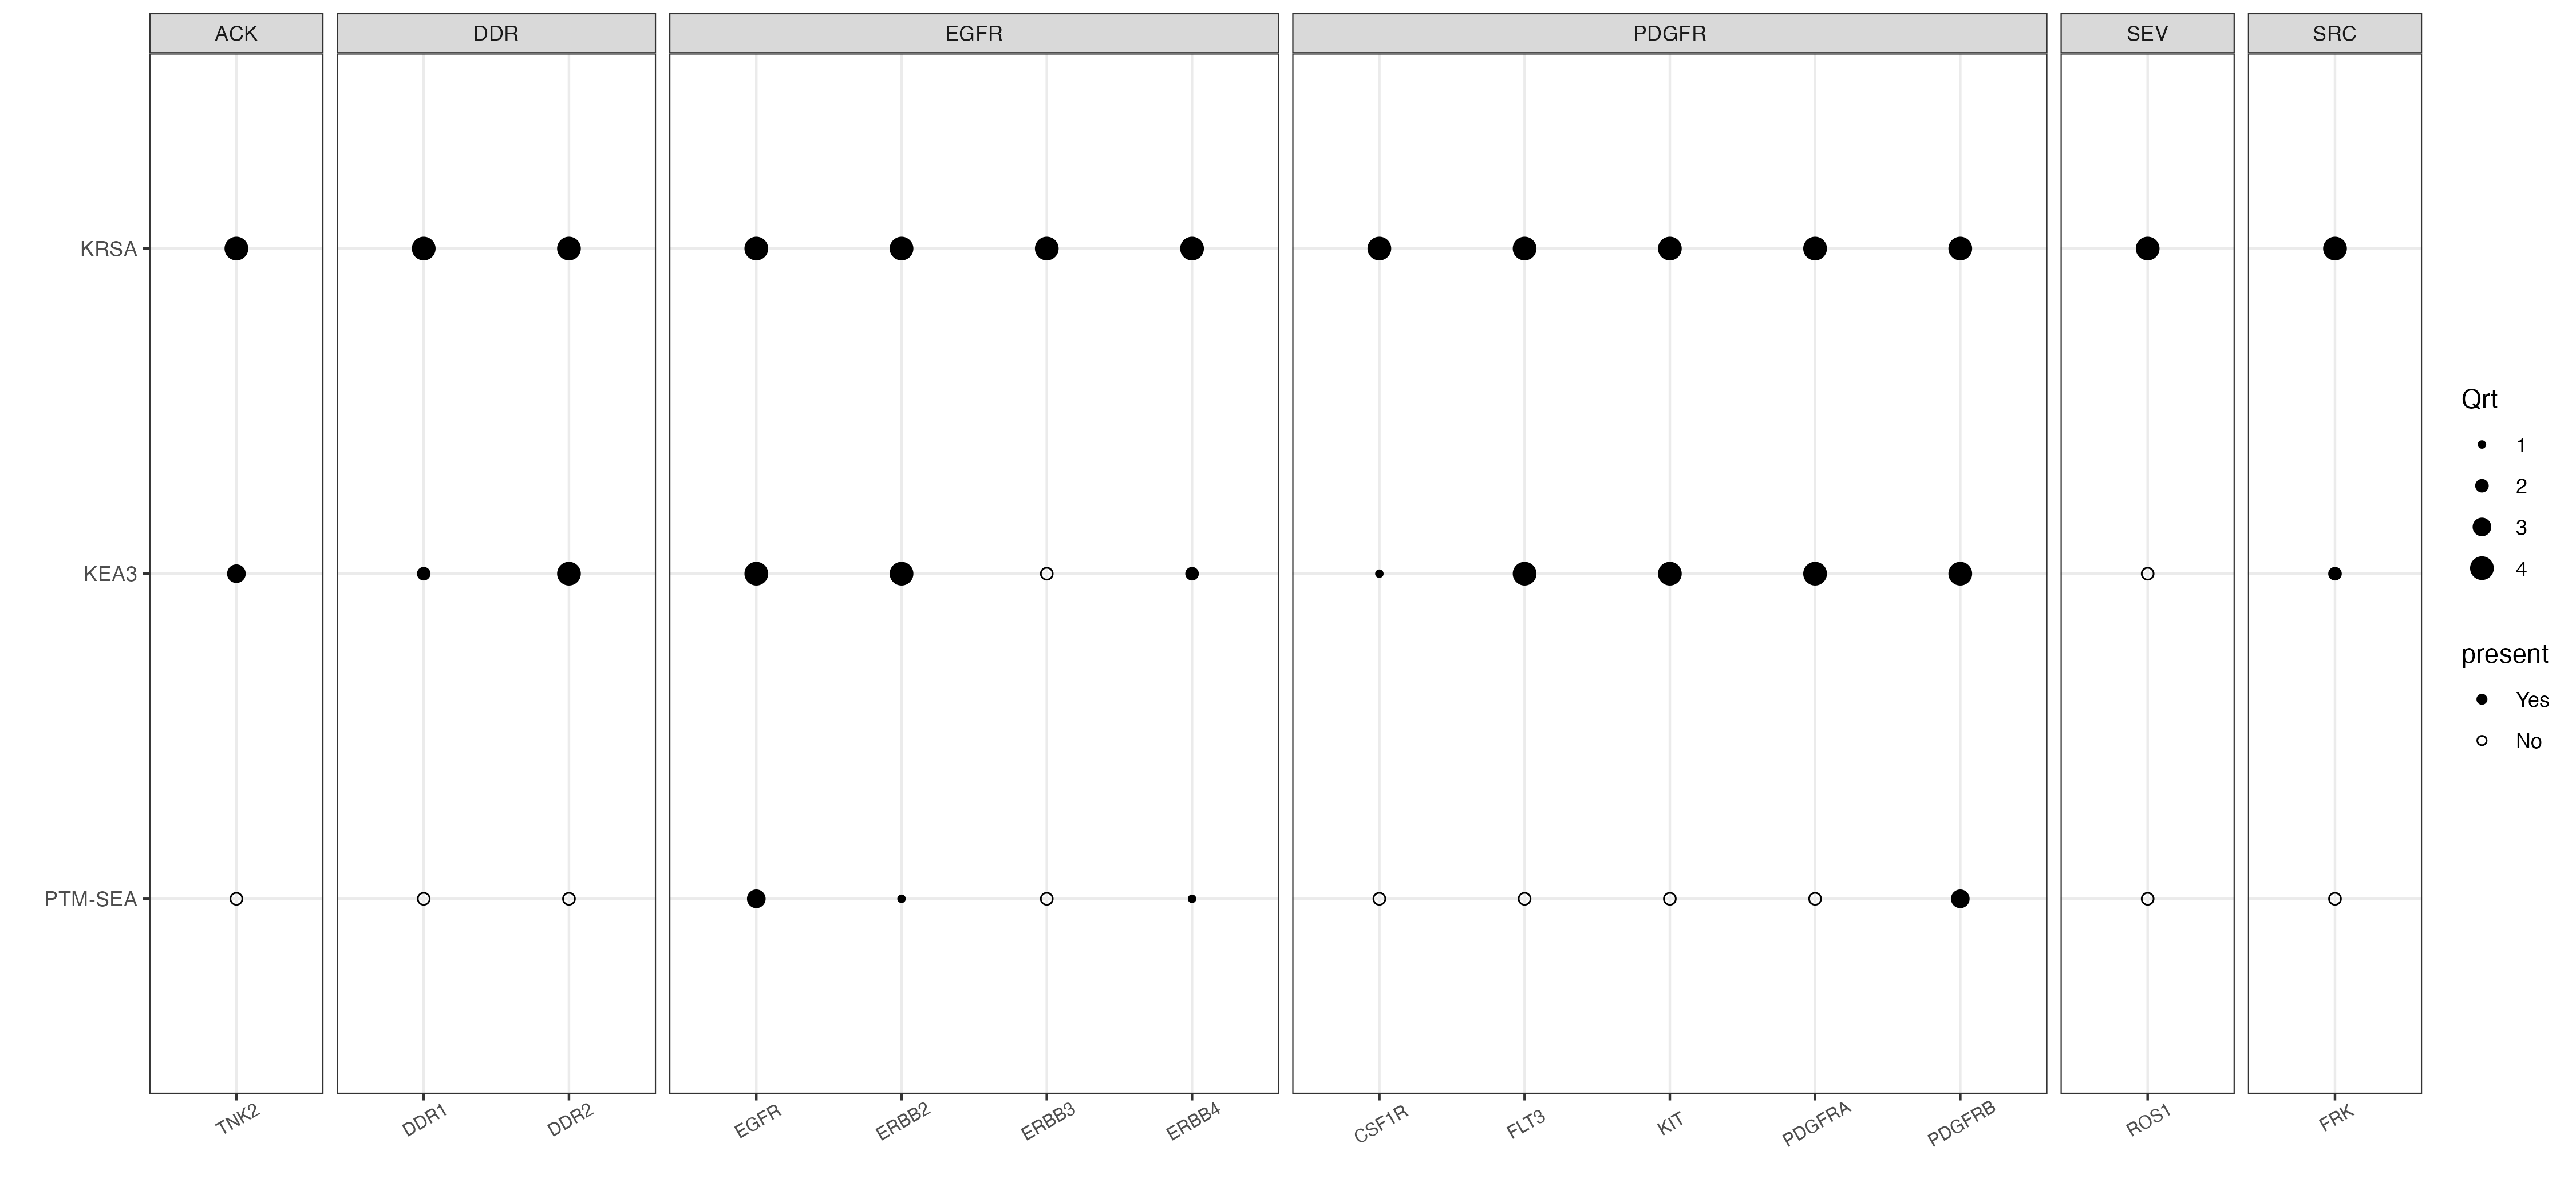 ACK DDR EGFR PDGFR SEV SRC
KRSA
KEA3
PTM-SEA
TNK2 DDR1 DDR2 EGFR ERBB2 ERBB3 ERBB4 CSF1R FLT3 KIT PDGFRA PDGFRB ROS1 FRK
Qrt
1
2
3
4
present
Yes
No